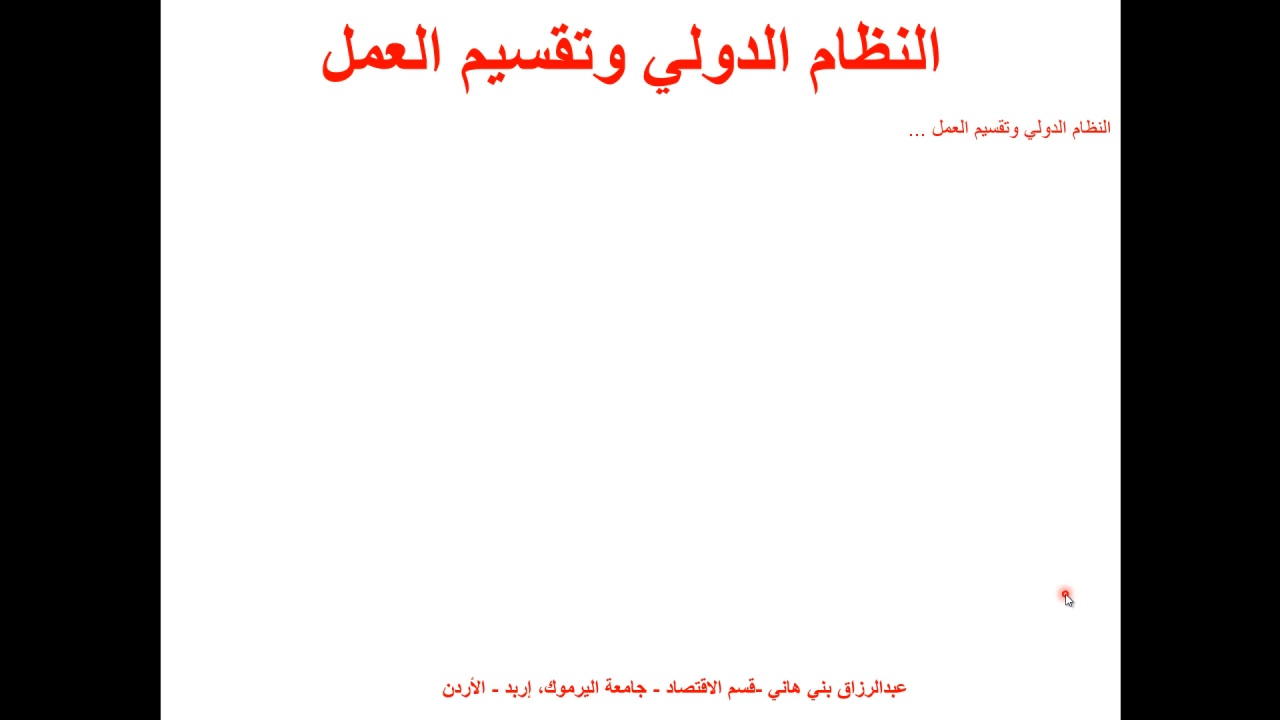 النظام الدولي وتقسيم العمل
النظام الدولي وتقسيم العمل ...
عبدالرزاق بني هاني -قسم الاقتصاد - جامعة اليرموك، إربد - الأردن